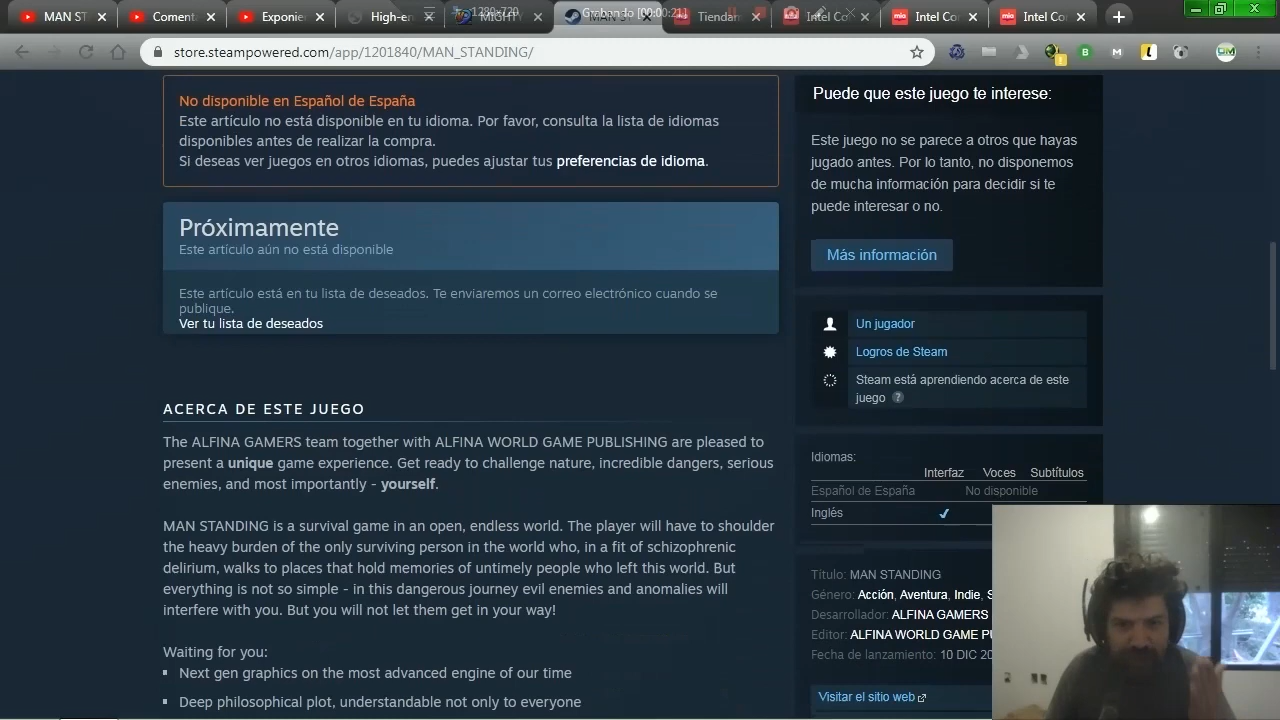 MAN ST
Coment
Exponie
High-en
MIGHTY
MAN S
Tiendan
Intel Co
Intel Co
Intel Co
1280x720
Grabando [00:00:21]
store.steampowered.com/app/1201840/MAN_STANDING/
No disponible en Español de España
Este artículo no está disponible en tu idioma. Por favor, consulta la lista de idiomas
disponibles antes de realizar la compra.
Si deseas ver juegos en otros idiomas, puedes ajustar tus preferencias de idioma.
Próximamente
Este artículo aún no está disponible
Este artículo está en tu lista de deseados. Te enviaremos un correo electrónico cuando se
publique.
Ver tu lista de deseados
ACERCA DE ESTE JUEGO
The ALFINA GAMERS team together with ALFINA WORLD GAME PUBLISHING are pleased to
present a unique game experience. Get ready to challenge nature, incredible dangers, serious
enemies, and most importantly - yourself.
MAN STANDING is a survival game in an open, endless world. The player will have to shoulder
the heavy burden of the only surviving person in the world who, in a fit of schizophrenic
delirium, walks to places that hold memories of untimely people who left this world. But
everything is not so simple - in this dangerous journey evil enemies and anomalies will
interfere with you. But you will not let them get in your way!
Waiting for you:
Next gen graphics on the most advanced engine of our time
Deep philosophical plot, understandable not only to everyone
Puede que este juego te interese:
Este juego no se parece a otros que hayas
jugado antes. Por lo tanto, no disponemos
de mucha información para decidir si te
puede interesar o no.
Más información
Un jugador
Logros de Steam
Steam está aprendiendo acerca de este
juego ?
Idiomas:
Interfaz Voces Subtítulos
Español de España No disponible
Inglés
Título: MAN STANDING
Género: Acción, Aventura, Indie, S
Desarrollador: ALFINA GAMERS
Editor: ALFINA WORLD GAME PU
Fecha de lanzamiento: 10 DIC 20
Visitar el sitio web